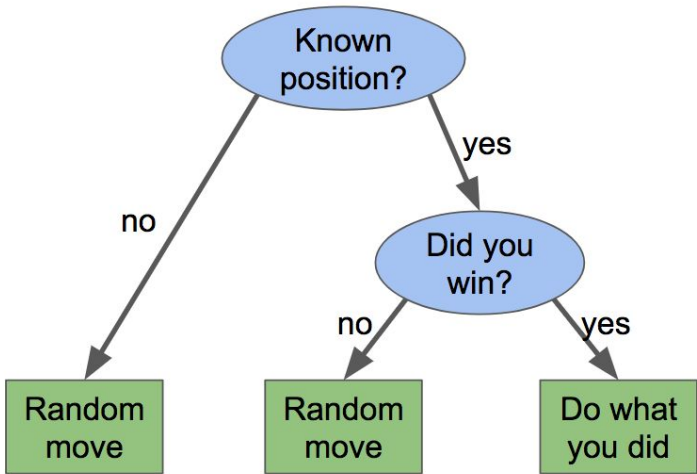 Known
position?
yes
no
Did you
win?
no
yes
Random
move
Random
move
Do what
you did